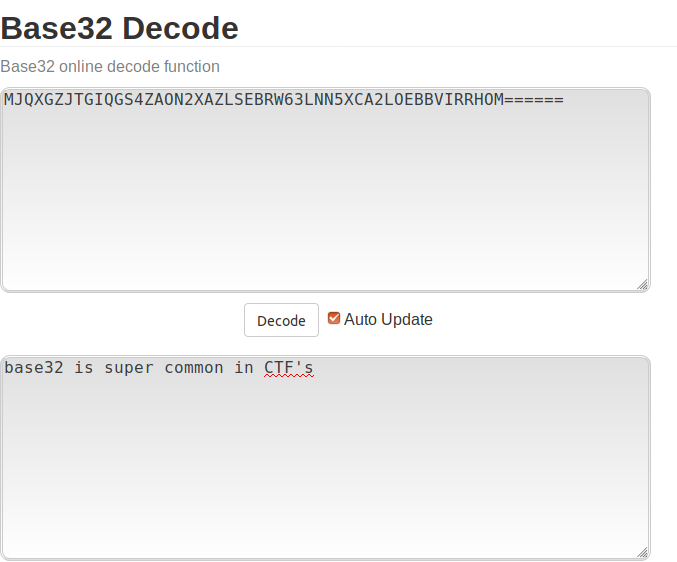 Base32 Decode
Base32 online decode function
MJQXGZJTGIQGS4ZAON2XAZLSEBRW63LNN5XCA2LOEBBVIRRHOM======
Decode Auto Update
base32 is super common in CTF's